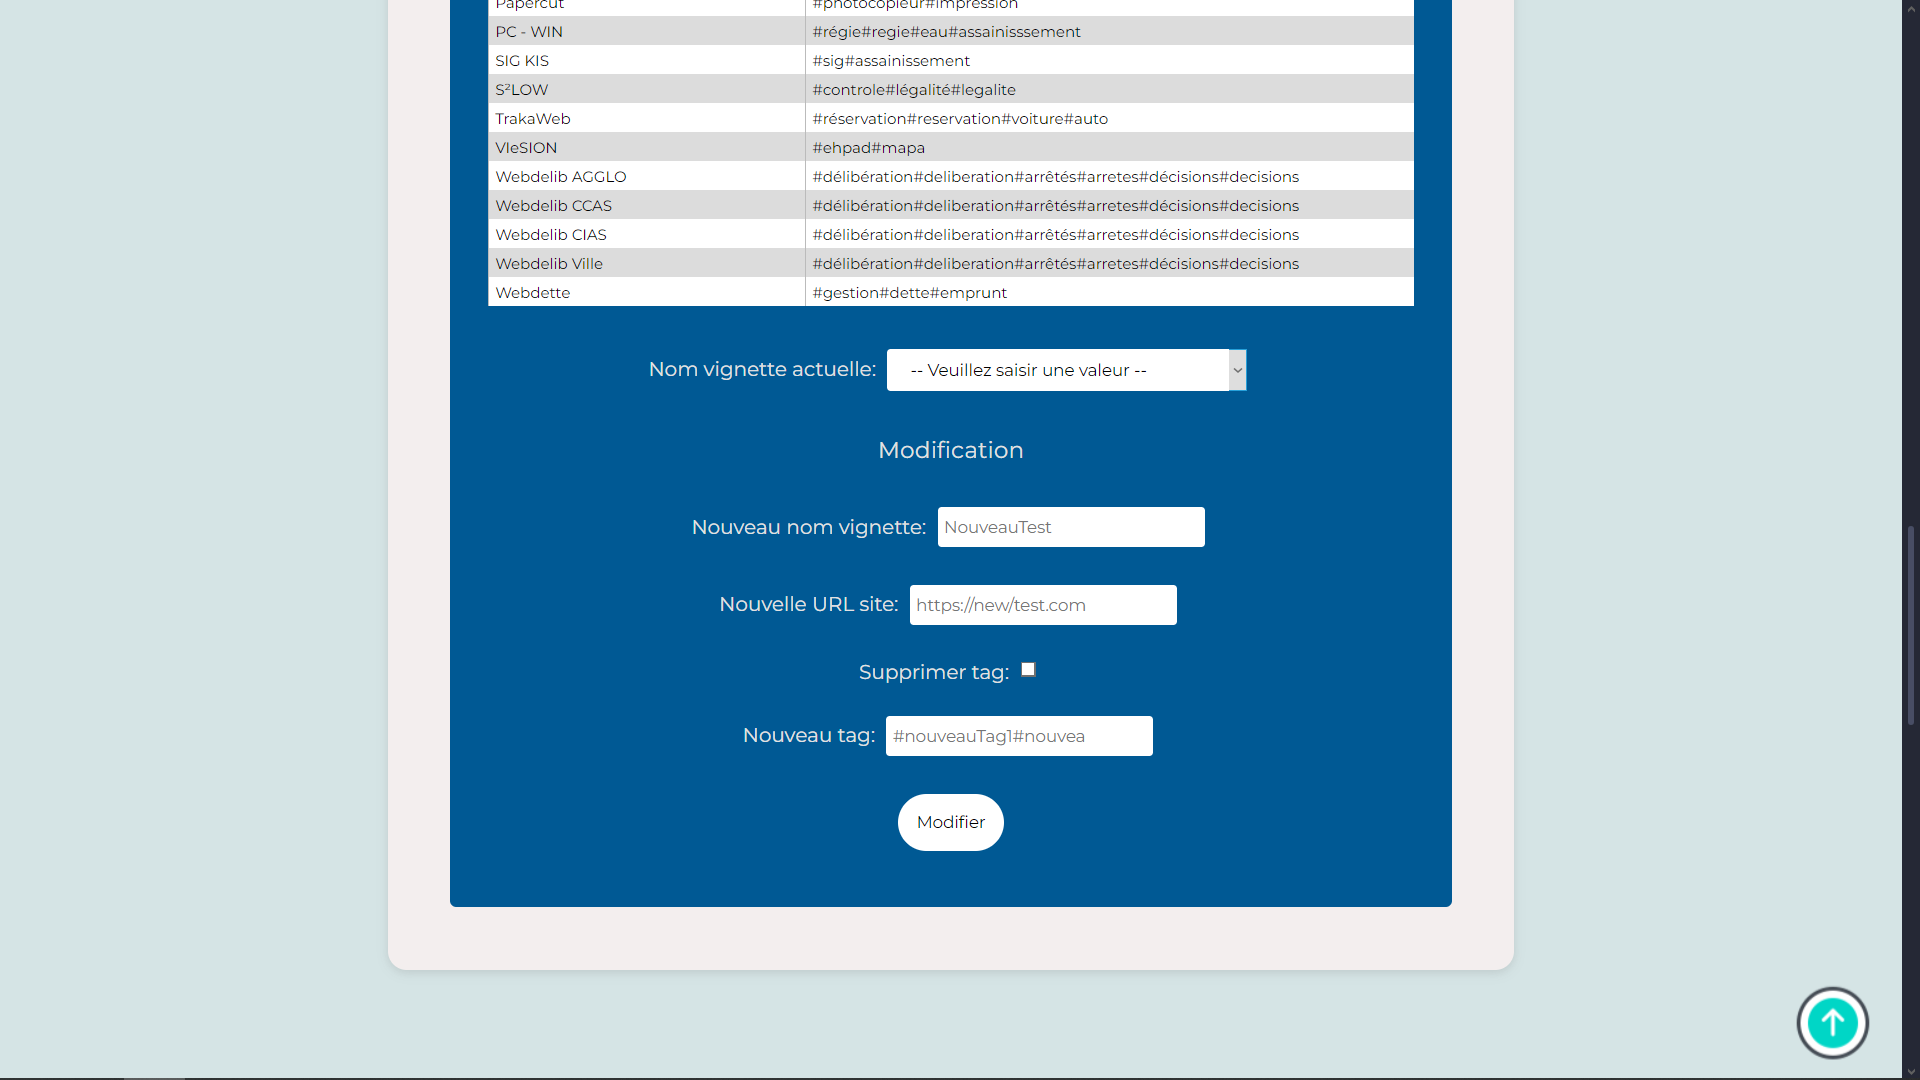 Papercut #photocopieur#impression
PC - WIN #régie#regie#eau#assainisssement
SIG KIS #sig#assainissement
S²LOW #controle#légalité#legalite
TrakaWeb #réservation#reservation#voiture#auto
VIeSION #ehpad#mapa
Webdelib AGGLO #délibération#deliberation#arrêtés#arretes#décisions#decisions
Webdelib CCAS #délibération#deliberation#arrêtés#arretes#décisions#decisions
Webdelib CIAS #délibération#deliberation#arrêtés#arretes#décisions#decisions
Webdelib Ville #délibération#deliberation#arrêtés#arretes#décisions#decisions
Webdette #gestion#dette#emprunt
Nom vignette actuelle: -- Veuillez saisir une valeur --
Modification
Nouveau nom vignette: NouveauTest
Nouvelle URL site: https://new/test.com
Supprimer tag:
Nouveau tag: #nouveauTag1#nouvea
Modifier